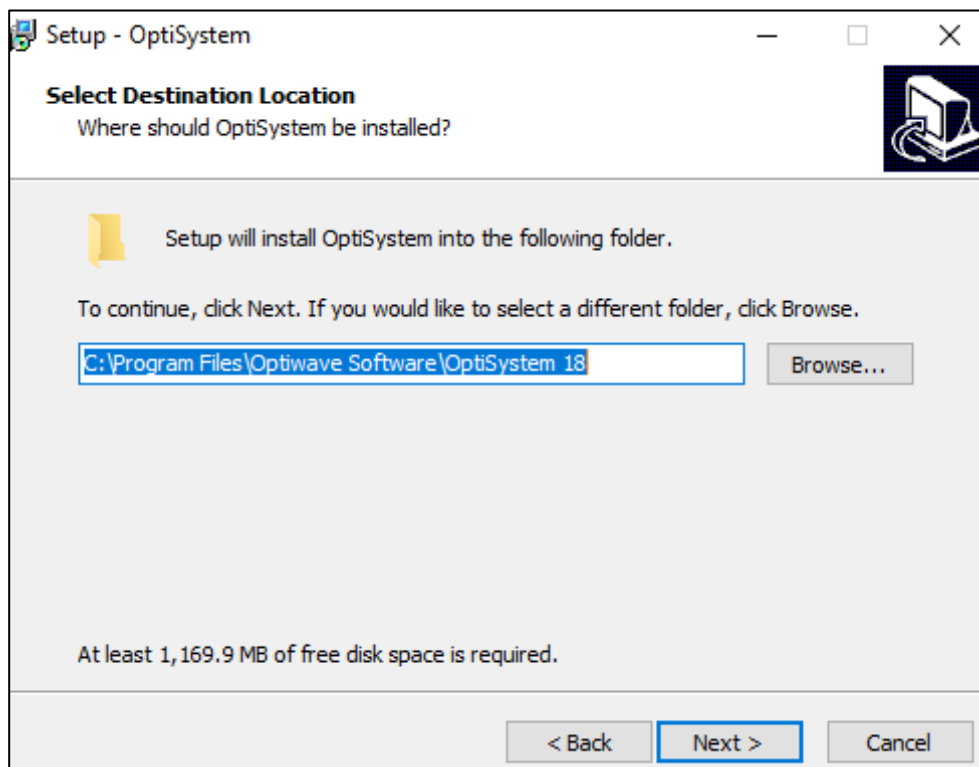 Setup - OptiSystem
Select Destination Location
Where should OptiSystem be installed?
Setup will install OptiSystem into the following folder.
To continue, click Next. If you would like to select a different folder, click Browse.
C:\Program Files\Optiwave Software\OptiSystem 18
Browse...
At least 1,169.9 MB of free disk space is required.
< Back
Next >
Cancel